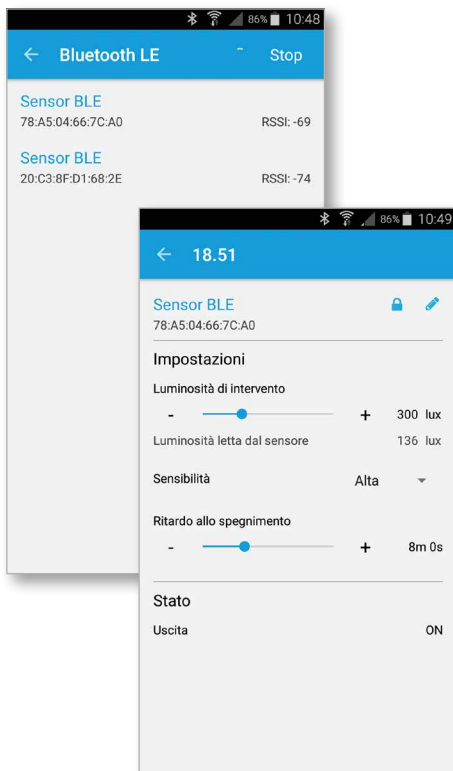 86% 10:48
Bluetooth LE Stop
Sensor BLE
78:A5:04:66:7C:A0 RSSI: -69
Sensor BLE
20:C3:8F:D1:68:2E RSSI: -74
86% 10:49
18.51
Sensor BLE
78:A5:04:66:7C:A0
Impostazioni
Luminosità di intervento
- + 300 lux
Luminosità letta dal sensore 136 lux
Sensibilità Alta
Ritardo allo spegnimento
- + 8m 0s
Stato
Uscita ON